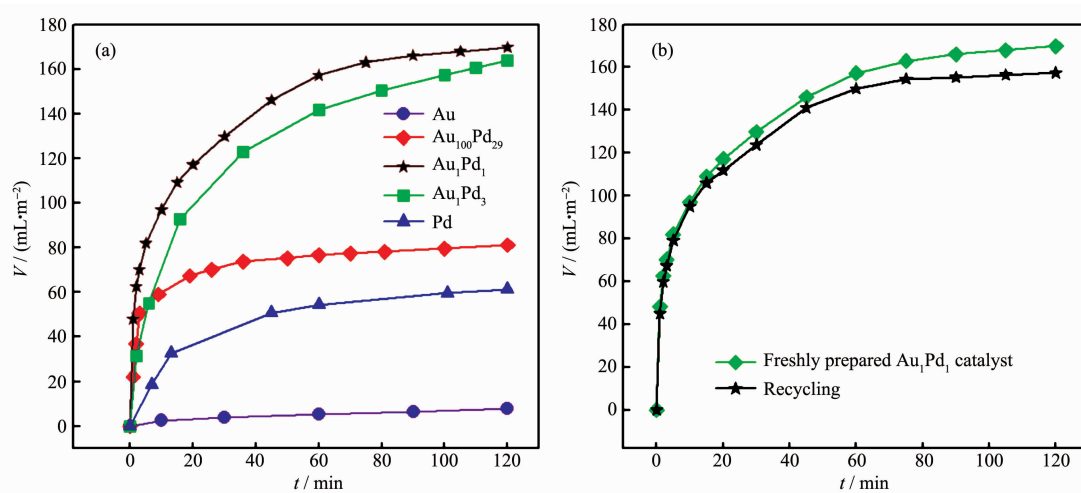 (a)
V / (mL•m⁻²)
180
160
140
120
100
80
60
40
20
0
Au
Au₁₀₀Pd₂₉
Au₁Pd₁
Au₁Pd₃
Pd
0 20 40 60 80 100 120
t / min
(b)
V / (mL•m⁻²)
180
160
140
120
100
80
60
40
20
0
Freshly prepared Au₁Pd₁ catalyst
Recycling
0 20 40 60 80 100 120
t / min